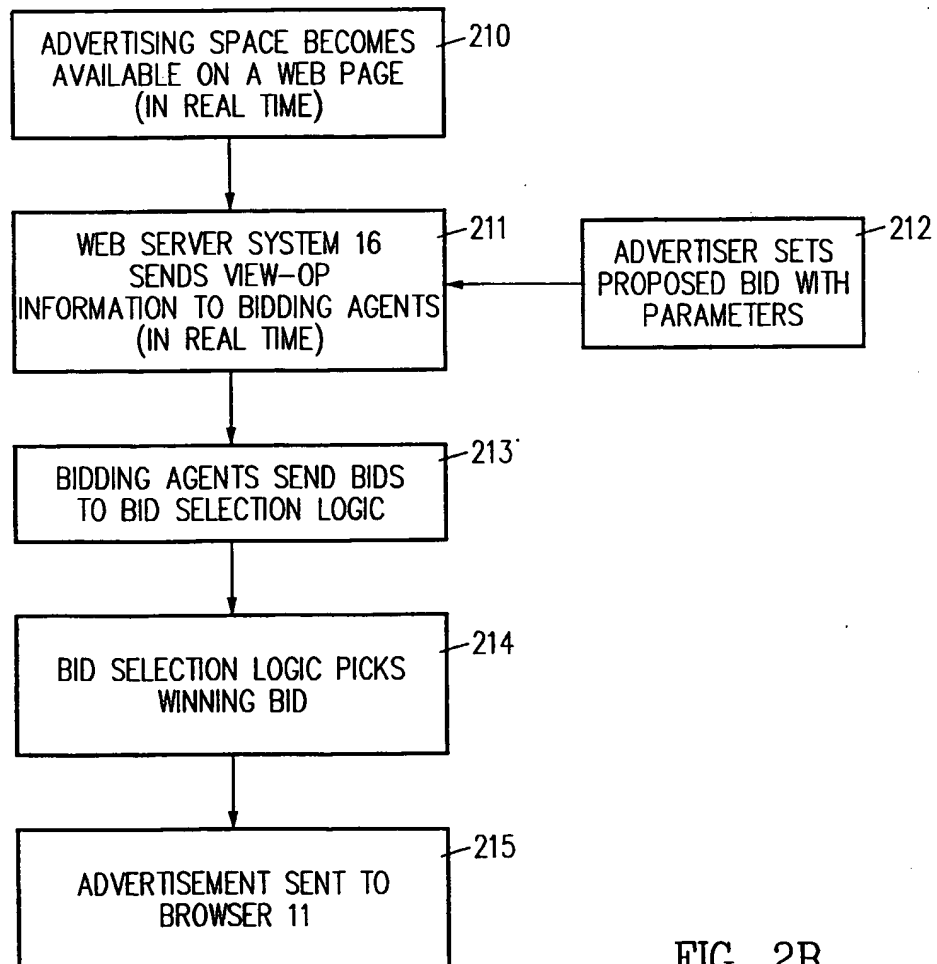 ADVERTISING SPACE BECOMES
AVAILABLE ON A WEB PAGE
(IN REAL TIME)
210
WEB SERVER SYSTEM 16
SENDS VIEW-OP
INFORMATION TO BIDDING AGENTS
(IN REAL TIME)
211
ADVERTISER SETS
PROPOSED BID WITH
PARAMETERS
212
BIDDING AGENTS SEND BIDS
TO BID SELECTION LOGIC
213
BID SELECTION LOGIC PICKS
WINNING BID
214
ADVERTISEMENT SENT TO
BROWSER 11
215
FIG. 2B